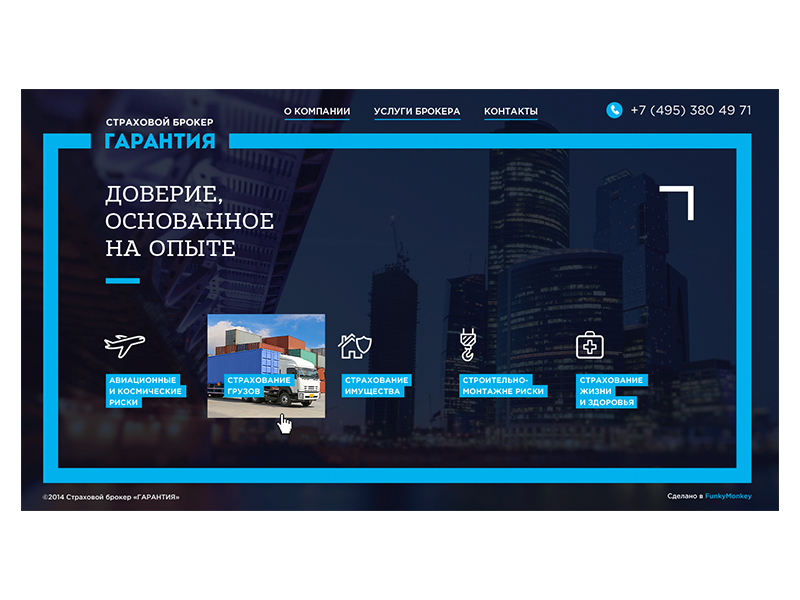 О КОМПАНИИ
УСЛУГИ БРОКЕРА
КОНТАКТЫ
+7 (495) 380 49 71
СТРАХОВОЙ БРОКЕР
ГАРАНТИЯ
ДОВЕРИЕ,
ОСНОВАННОЕ
НА ОПЫТЕ
АВИАЦИОННЫЕ
И КОСМИЧЕСКИЕ
РИСКИ
СТРАХОВАНИЕ
ГРУЗОВ
СТРАХОВАНИЕ
ИМУЩЕСТВА
СТРОИТЕЛЬНО-
МОНТАЖНЕ РИСКИ
СТРАХОВАНИЕ
ЖИЗНИ
И ЗДОРОВЬЯ
©2014 Страховой брокер «ГАРАНТИЯ»
Сделано в FunkyMonkey